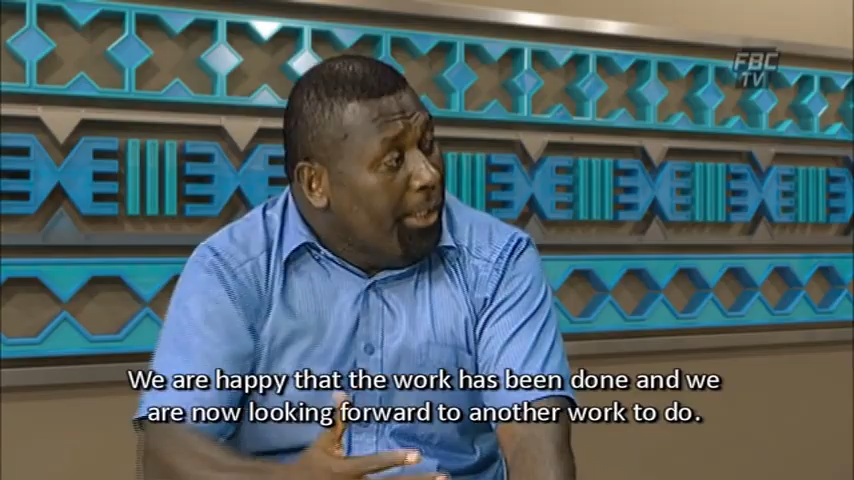 FBC
TV
We are happy that the work has been done and we
are now looking forward to another work to do.